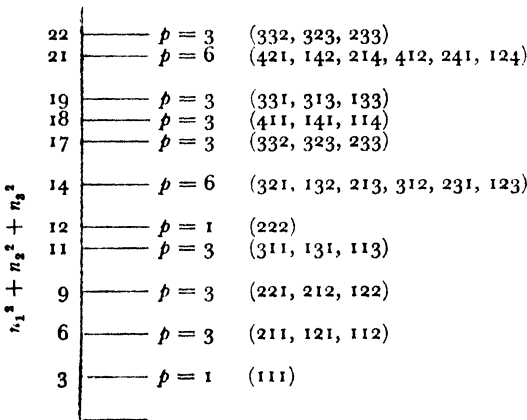 22 p = 3 (332, 323, 233)
21 p = 6 (421, 142, 214, 412, 241, 124)
19 p = 3 (331, 313, 133)
18 p = 3 (411, 141, 114)
17 p = 3 (332, 323, 233)
14 p = 6 (321, 132, 213, 312, 231, 123)
12 p = 1 (222)
11 p = 3 (311, 131, 113)
9 p = 3 (221, 212, 122)
6 p = 3 (211, 121, 112)
3 p = 1 (111)
n₁² + n₂² + n₃²